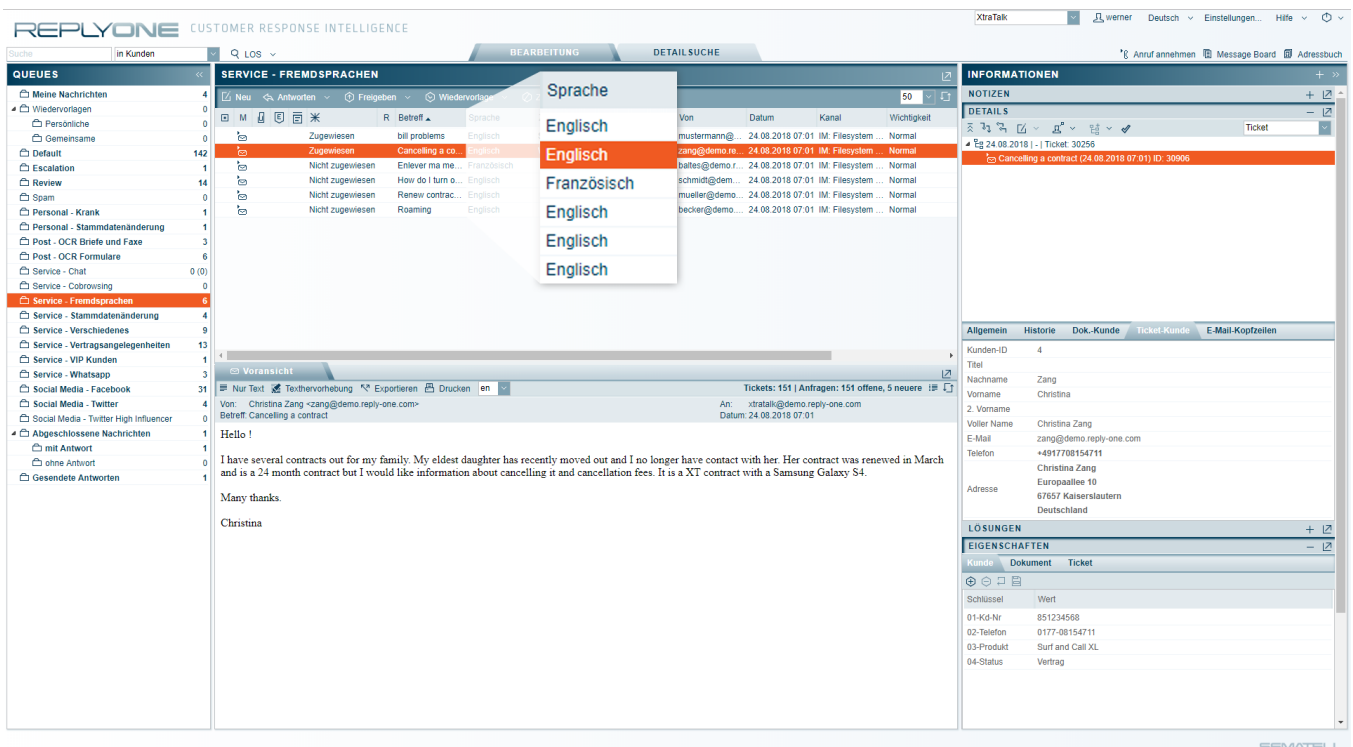 REPLYONE CUSTOMER RESPONSE INTELLIGENCE
XtraTalk werner Deutsch Einstellungen... Hilfe
Suche in Kunden LOS BEARBEITUNG DETAILSUCHE Anruf annehmen Message Board Adressbuch
QUEUES
Meine Nachrichten 4
Wiedervorlagen 0
Persönliche 0
Gemeinsame 0
Default 142
Escalation 1
Review 14
Spam 0
Personal - Krank 1
Personal - Stammdatenänderung 1
Post - OCR Briefe und Faxe 3
Post - OCR Formulare 6
Service - Chat 0 (0)
Service - Cobrowsing 0
Service - Fremdsprachen 6
Service - Stammdatenänderung 4
Service - Verschiedenes 9
Service - Vertragsangelegenheiten 13
Service - VIP Kunden 1
Service - Whatsapp 3
Social Media - Facebook 31
Social Media - Twitter 4
Social Media - Twitter High Influencer 0
Abgeschlossene Nachrichten 1
mit Antwort 1
ohne Antwort 0
Gesendete Antworten 1
SERVICE - FREMDSPRACHEN
Neu Antworten Freigeben Wiedervorlage 50
M R Betreff Sprache Von Datum Kanal Wichtigkeit
Zugewiesen bill problems Englisch mustermann@... 24.08.2018 07:01 IM: Filesystem ... Normal
Zugewiesen Cancelling a co... Englisch zang@demo.re... 24.08.2018 07:01 IM: Filesystem ... Normal
Nicht zugewiesen Enlever ma me... Französisch baltes@demo.r... 24.08.2018 07:01 IM: Filesystem ... Normal
Nicht zugewiesen How do I turn o... Englisch schmidt@dem... 24.08.2018 07:01 IM: Filesystem ... Normal
Nicht zugewiesen Renew contrac... Englisch mueller@demo... 24.08.2018 07:01 IM: Filesystem ... Normal
Nicht zugewiesen Roaming Englisch becker@demo.... 24.08.2018 07:01 IM: Filesystem ... Normal
Sprache
Englisch
Englisch
Französisch
Englisch
Englisch
Englisch
Voransicht
Nur Text Texthervorhebung Exportieren Drucken en Tickets: 151 | Anfragen: 151 offene, 5 neuere
Von: Christina Zang <zang@demo.reply-one.com> An: xtratalk@demo.reply-one.com
Betreff: Cancelling a contract Datum: 24.08.2018 07:01
Hello !
I have several contracts out for my family. My eldest daughter has recently moved out and I no longer have contact with her. Her contract was renewed in March
and is a 24 month contract but I would like information about cancelling it and cancellation fees. It is a XT contract with a Samsung Galaxy S4.
Many thanks.
Christina
INFORMATIONEN
NOTIZEN
DETAILS
Ticket
24.08.2018 | - | Ticket: 30256
Cancelling a contract (24.08.2018 07:01) ID: 30906
Allgemein Historie Dok.-Kunde Ticket-Kunde E-Mail-Kopfzeilen
Kunden-ID 4
Titel
Nachname Zang
Vorname Christina
2. Vorname
Voller Name Christina Zang
E-Mail zang@demo.reply-one.com
Telefon +4917708154711
Adresse Christina Zang
Europaallee 10
67657 Kaiserslautern
Deutschland
LÖSUNGEN
EIGENSCHAFTEN
Kunde Dokument Ticket
Schlüssel Wert
01-Kd-Nr 851234568
02-Telefon 0177-08154711
03-Produkt Surf and Call XL
04-Status Vertrag